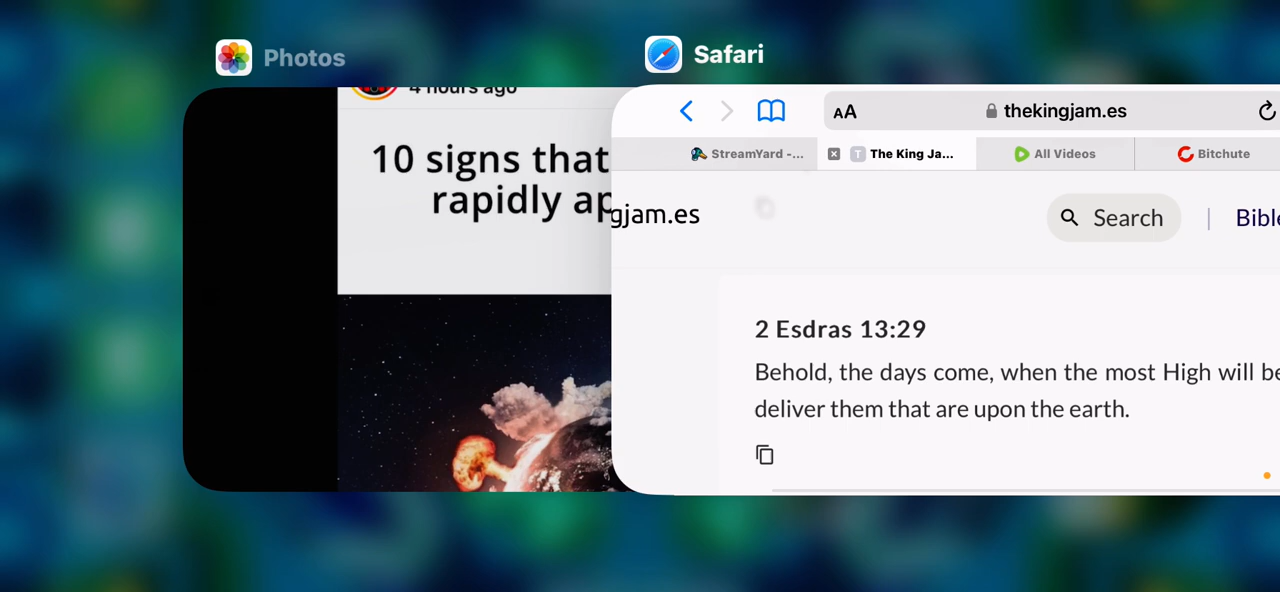 Photos
Safari
4 hours ago
10 signs that
rapidly ap
AA
thekingjam.es
StreamYard -...
T The King Ja...
All Videos
Bitchute
gjam.es
Search
Bible
2 Esdras 13:29
Behold, the days come, when the most High will be
deliver them that are upon the earth.